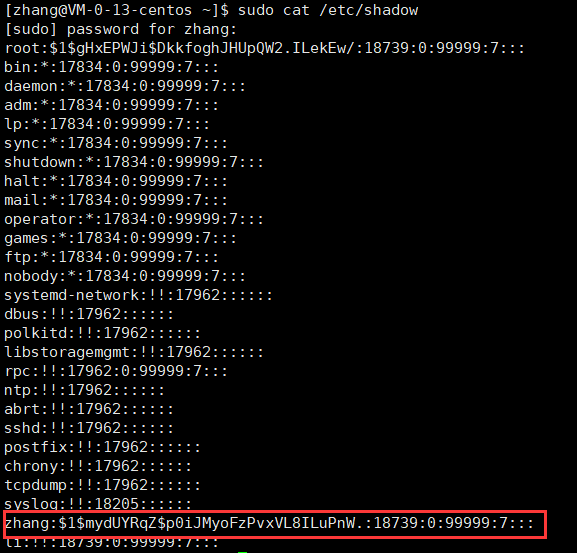 [zhang@VM-0-13-centos ~]$ sudo cat /etc/shadow
[sudo] password for zhang:
root:$1$gHxEPWJi$DkkfoghJHUpQW2.ILekEw/:18739:0:99999:7:::
bin:*:17834:0:99999:7:::
daemon:*:17834:0:99999:7:::
adm:*:17834:0:99999:7:::
lp:*:17834:0:99999:7:::
sync:*:17834:0:99999:7:::
shutdown:*:17834:0:99999:7:::
halt:*:17834:0:99999:7:::
mail:*:17834:0:99999:7:::
operator:*:17834:0:99999:7:::
games:*:17834:0:99999:7:::
ftp:*:17834:0:99999:7:::
nobody:*:17834:0:99999:7:::
systemd-network:!!:17962::::::
dbus:!!:17962::::::
polkitd:!!:17962::::::
libstoragemgmt:!!:17962::::::
rpc:!!:17962:0:99999:7:::
ntp:!!:17962::::::
abrt:!!:17962::::::
sshd:!!:17962::::::
postfix:!!:17962::::::
chrony:!!:17962::::::
tcpdump:!!:17962::::::
syslog:!!:18205::::::
zhang:$1$mydUYRqZ$p0iJMyoFzPvxVL8ILuPnW.:18739:0:99999:7:::
li:!!:18739:0:99999:7:::